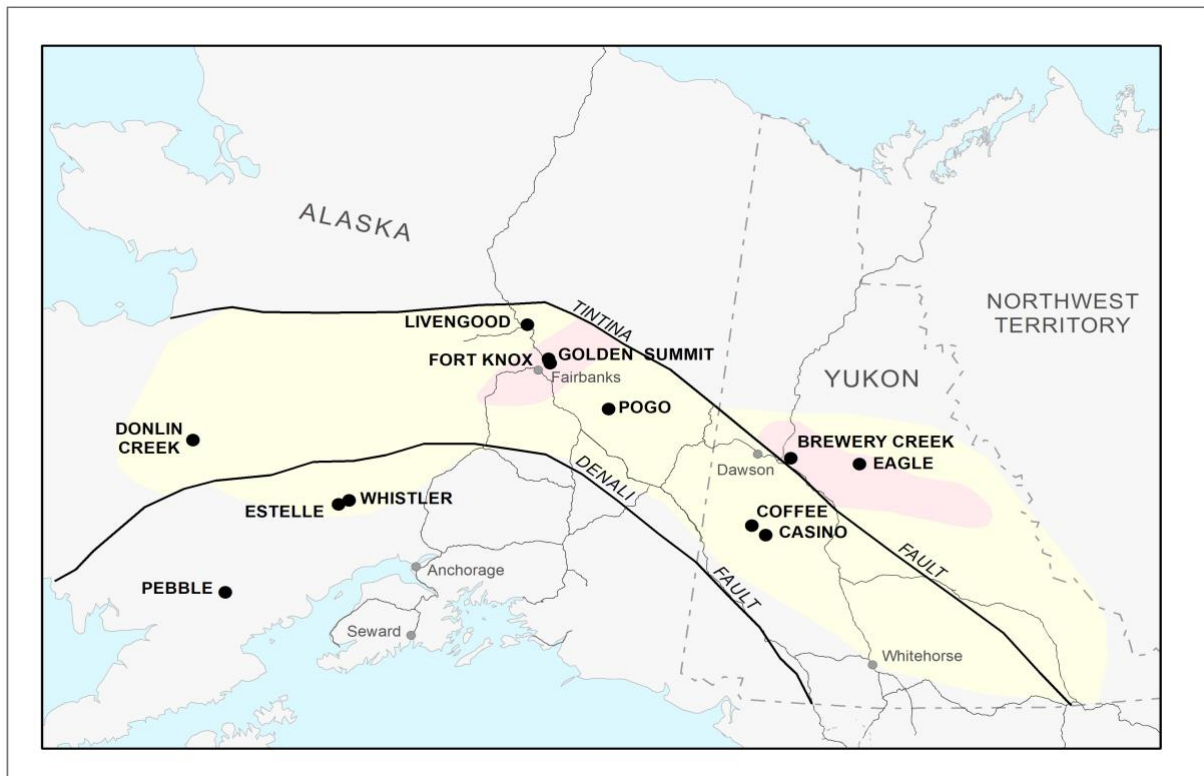 ALASKA
NORTHWEST
TERRITORY
YUKON
TINTINA
FAULT
DENALI
FAULT
LIVENGOOD
FORT KNOX
GOLDEN SUMMIT
Fairbanks
POGO
DONLIN
CREEK
BREWERY CREEK
EAGLE
Dawson
WHISTLER
ESTELLE
COFFEE
CASINO
PEBBLE
Anchorage
Seward
Whitehorse